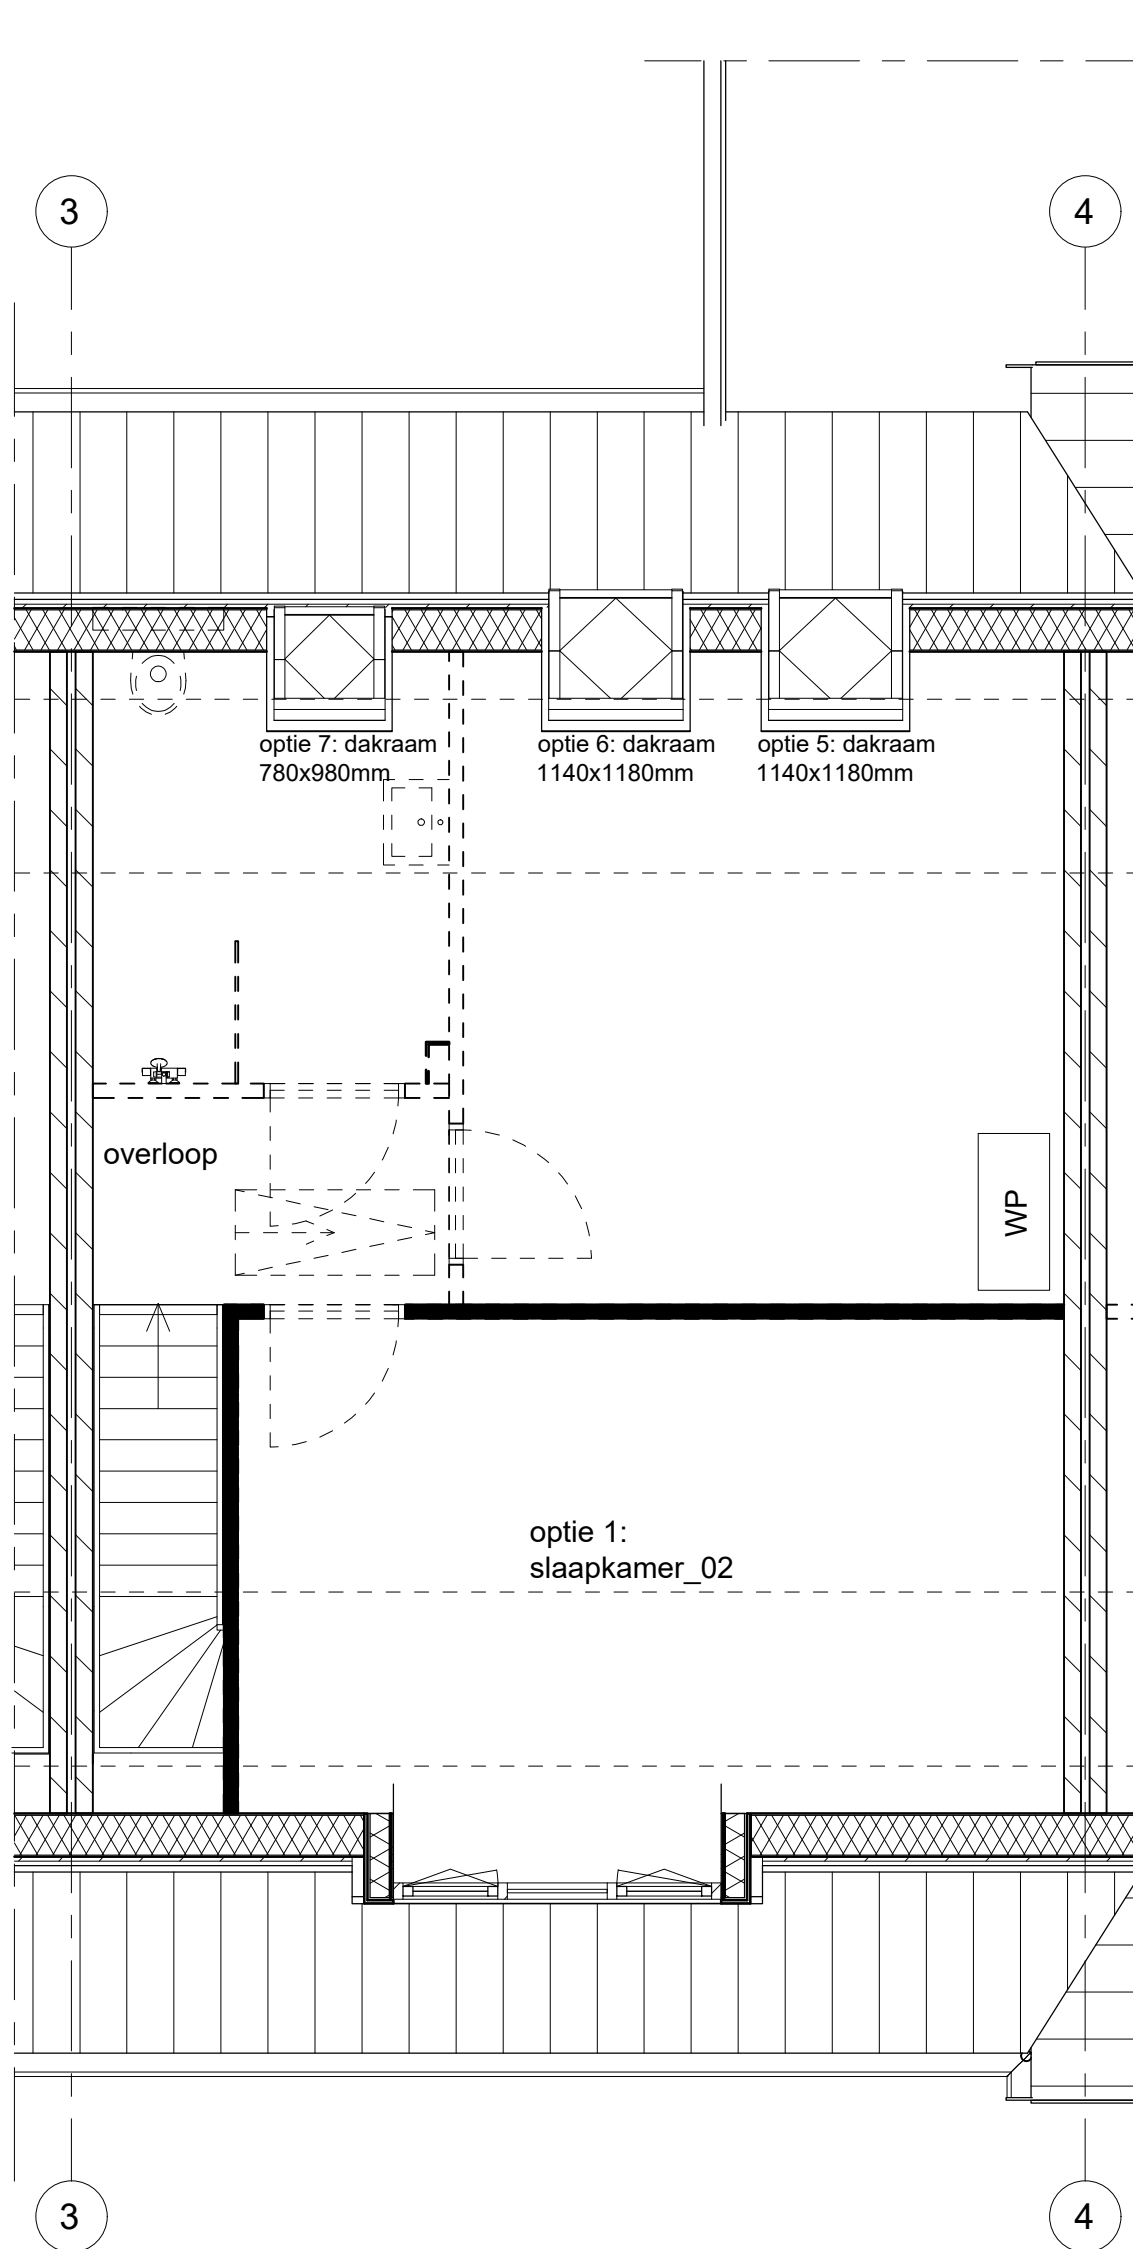 3
4
optie 7: dakraam
780x980mm
optie 6: dakraam
1140x1180mm
optie 5: dakraam
1140x1180mm
overloop
WP
optie 1:
slaapkamer_02
3
4